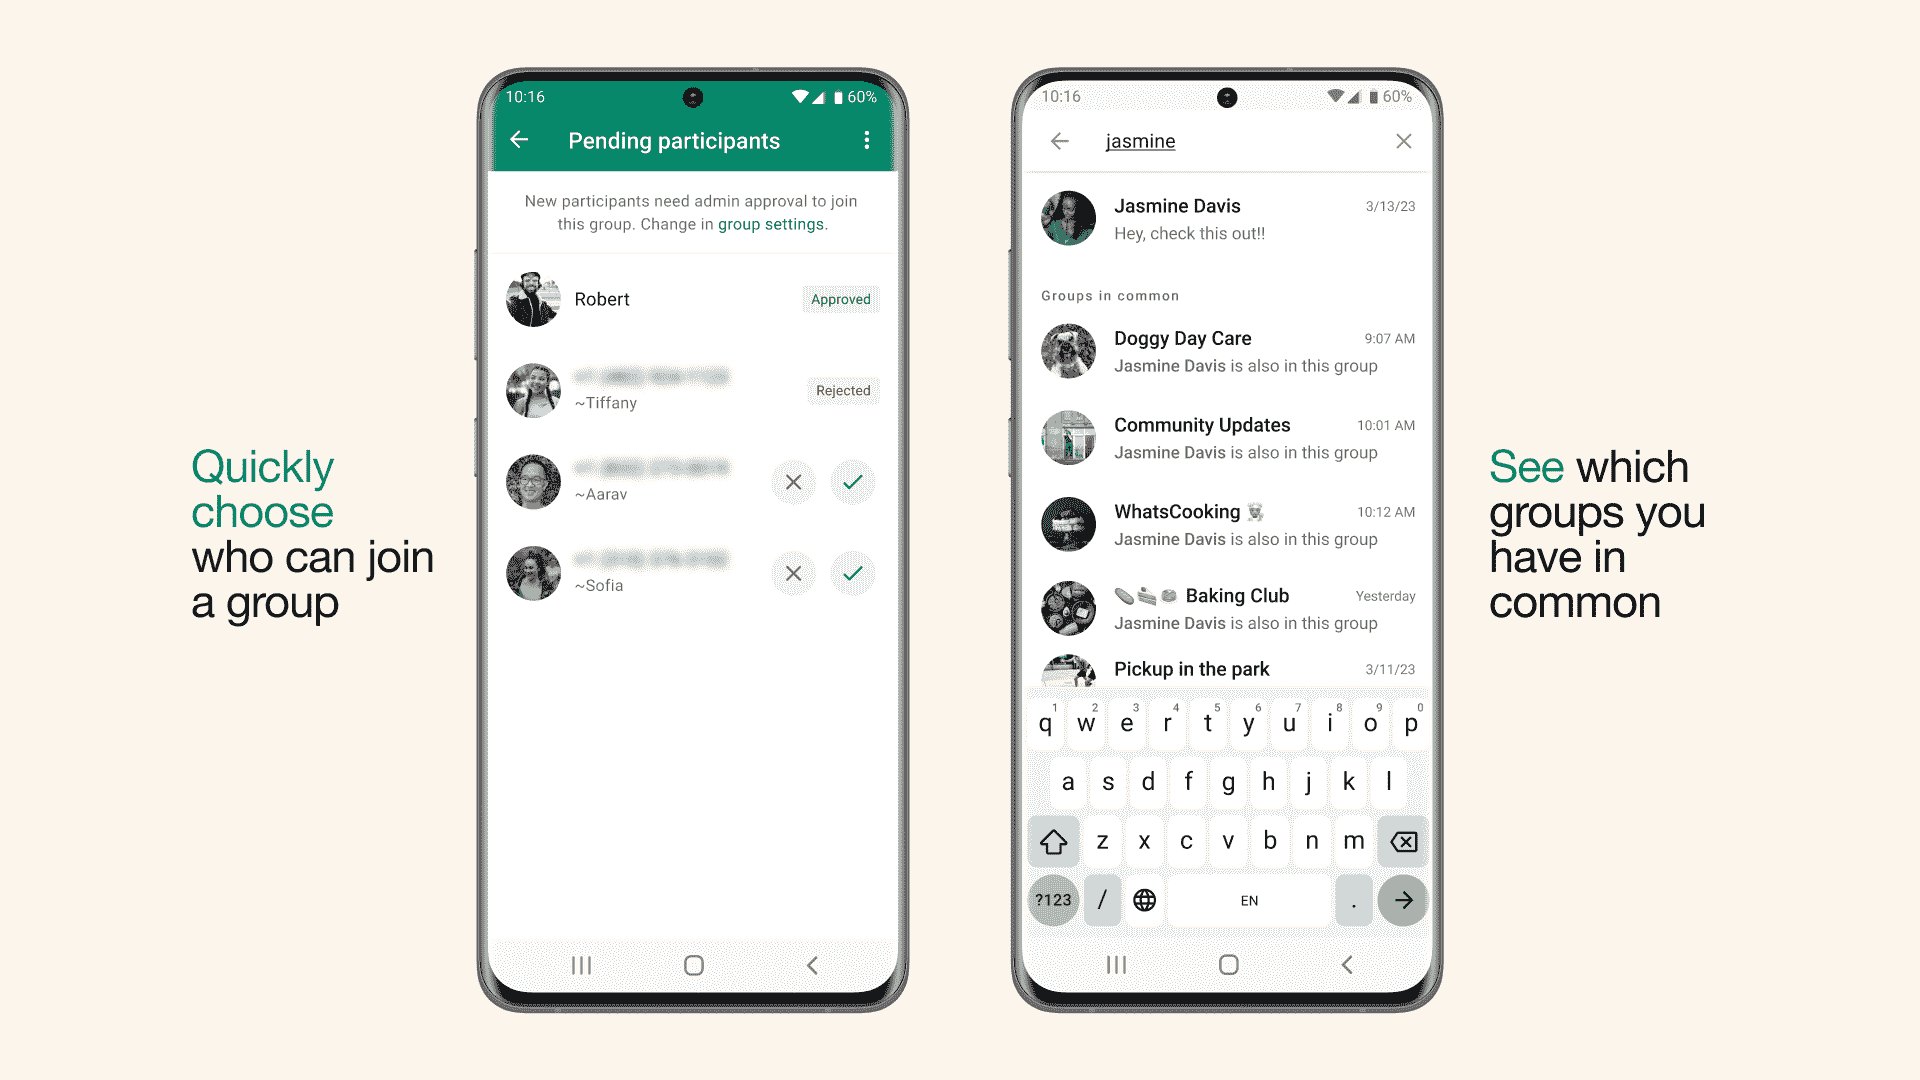 Quickly
choose
who can join
a group
10:16
60%
Pending participants
New participants need admin approval to join
this group. Change in group settings.
Robert
Approved
~Tiffany
Rejected
~Aarav
~Sofia
10:16
60%
jasmine
Jasmine Davis
3/13/23
Hey, check this out!!
Groups in common
Doggy Day Care
9:07 AM
Jasmine Davis is also in this group
Community Updates
10:01 AM
Jasmine Davis is also in this group
WhatsCooking
10:12 AM
Jasmine Davis is also in this group
Baking Club
Yesterday
Jasmine Davis is also in this group
Pickup in the park
3/11/23
1 2 3 4 5 6 7 8 9 0
q w e r t y u i o p
a s d f g h j k l
z x c v b n m
?123 / EN .
See which
groups you
have in
common